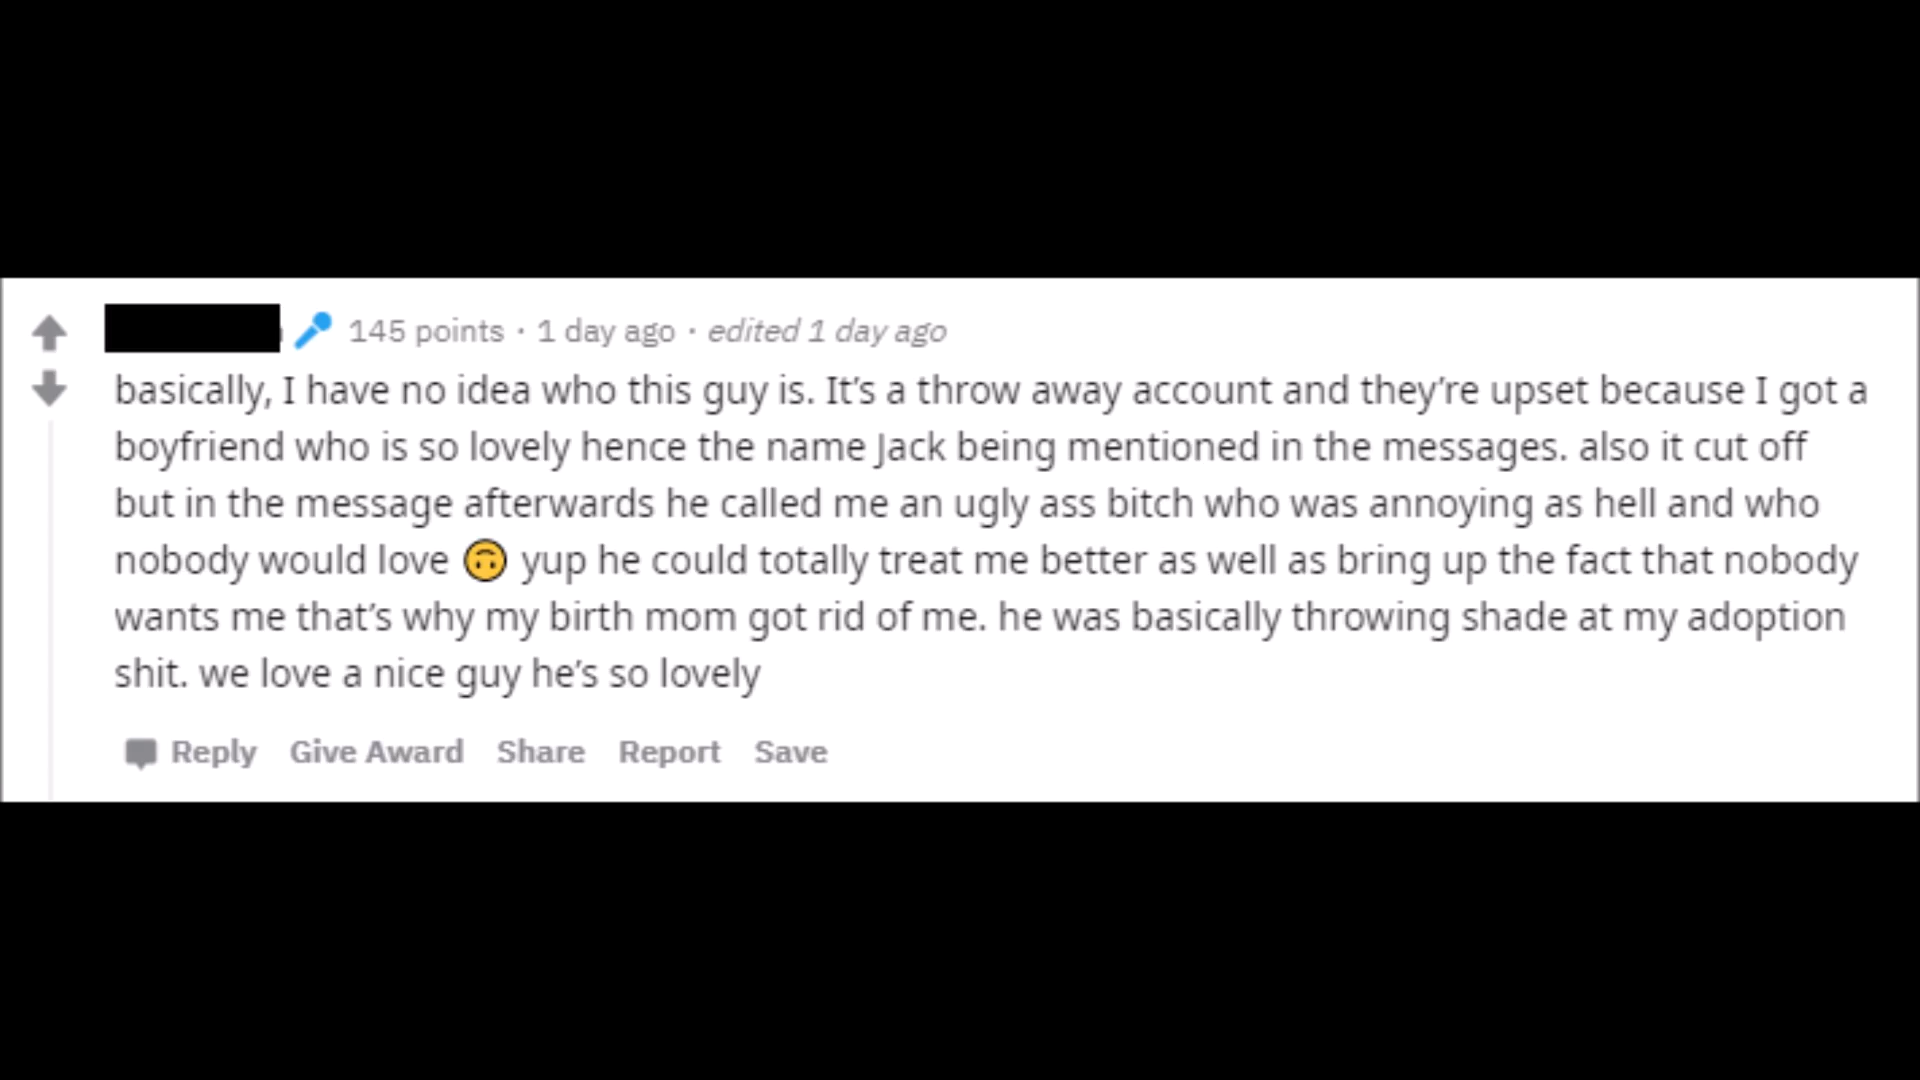 145 points · 1 day ago · edited 1 day ago
basically, I have no idea who this guy is. It’s a throw away account and they’re upset because I got a
boyfriend who is so lovely hence the name Jack being mentioned in the messages. also it cut off
but in the message afterwards he called me an ugly ass bitch who was annoying as hell and who
nobody would love 🙃 yup he could totally treat me better as well as bring up the fact that nobody
wants me that’s why my birth mom got rid of me. he was basically throwing shade at my adoption
shit. we love a nice guy he’s so lovely
Reply Give Award Share Report Save